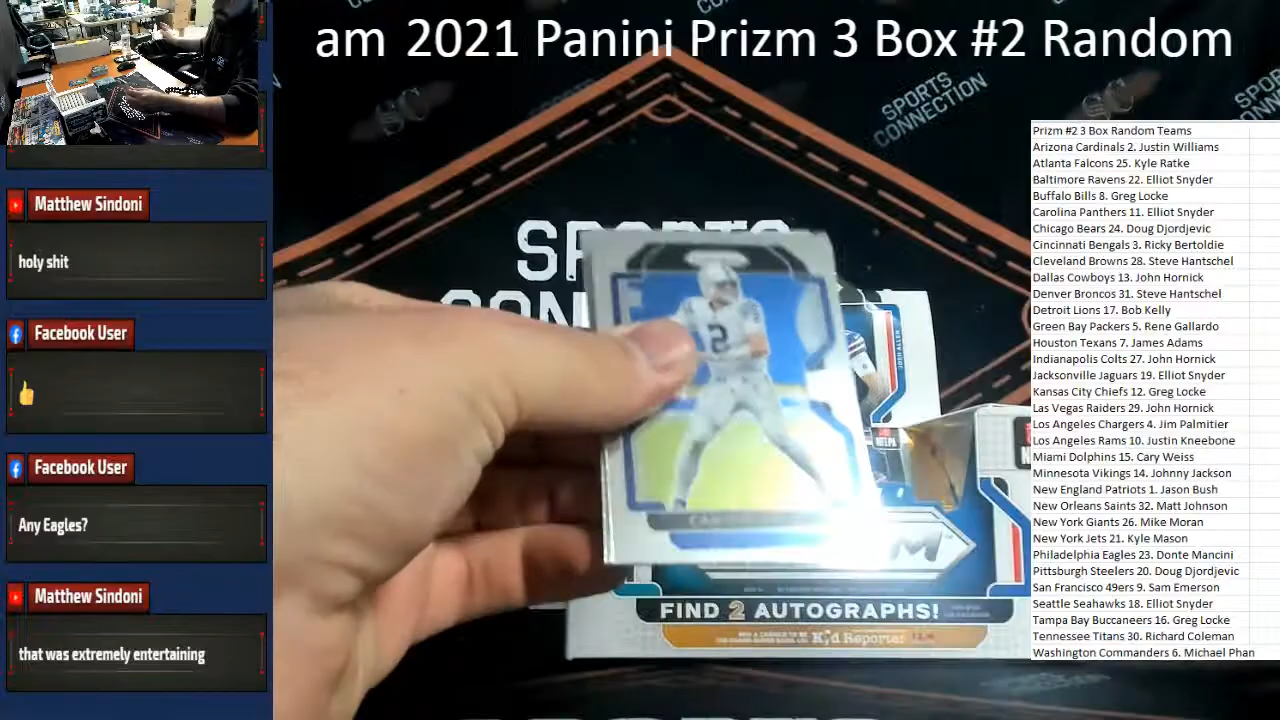 am 2021 Panini Prizm 3 Box #2 Random
SPORTS
CONNECTION
SC
SPORTS
CON
JOSH ALLEN
NFLPA
2
FIND 2 AUTOGRAPHS!
Kid Reporter
Matthew Sindoni
holy shit
Facebook User
👍
Facebook User
Any Eagles?
Matthew Sindoni
that was extremely entertaining
Prizm #2 3 Box Random Teams
Arizona Cardinals 2. Justin Williams
Atlanta Falcons 25. Kyle Ratke
Baltimore Ravens 22. Elliot Snyder
Buffalo Bills 8. Greg Locke
Carolina Panthers 11. Elliot Snyder
Chicago Bears 24. Doug Djordjevic
Cincinnati Bengals 3. Ricky Bertoldie
Cleveland Browns 28. Steve Hantschel
Dallas Cowboys 13. John Hornick
Denver Broncos 31. Steve Hantschel
Detroit Lions 17. Bob Kelly
Green Bay Packers 5. Rene Gallardo
Houston Texans 7. James Adams
Indianapolis Colts 27. John Hornick
Jacksonville Jaguars 19. Elliot Snyder
Kansas City Chiefs 12. Greg Locke
Las Vegas Raiders 29. John Hornick
Los Angeles Chargers 4. Jim Palmitier
Los Angeles Rams 10. Justin Kneebone
Miami Dolphins 15. Cary Weiss
Minnesota Vikings 14. Johnny Jackson
New England Patriots 1. Jason Bush
New Orleans Saints 32. Matt Johnson
New York Giants 26. Mike Moran
New York Jets 21. Kyle Mason
Philadelphia Eagles 23. Donte Mancini
Pittsburgh Steelers 20. Doug Djordjevic
San Francisco 49ers 9. Sam Emerson
Seattle Seahawks 18. Elliot Snyder
Tampa Bay Buccaneers 16. Greg Locke
Tennessee Titans 30. Richard Coleman
Washington Commanders 6. Michael Phan